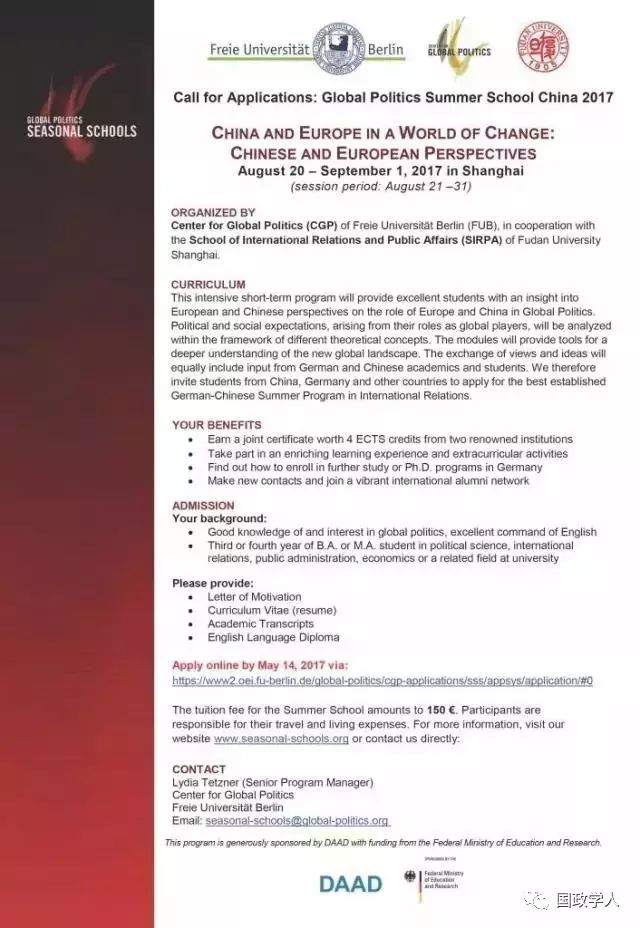 Freie Universität Berlin
CENTER FOR
GLOBAL POLITICS
FUDAN UNIVERSITY
1905
GLOBAL POLITICS
SEASONAL SCHOOLS
Call for Applications: Global Politics Summer School China 2017
CHINA AND EUROPE IN A WORLD OF CHANGE:
CHINESE AND EUROPEAN PERSPECTIVES
August 20 – September 1, 2017 in Shanghai
(session period: August 21 –31)
ORGANIZED BY
Center for Global Politics (CGP) of Freie Universität Berlin (FUB), in cooperation with
the School of International Relations and Public Affairs (SIRPA) of Fudan University
Shanghai.
CURRICULUM
This intensive short-term program will provide excellent students with an insight into
European and Chinese perspectives on the role of Europe and China in Global Politics.
Political and social expectations, arising from their roles as global players, will be analyzed
within the framework of different theoretical concepts. The modules will provide tools for a
deeper understanding of the new global landscape. The exchange of views and ideas will
equally include input from German and Chinese academics and students. We therefore
invite students from China, Germany and other countries to apply for the best established
German-Chinese Summer Program in International Relations.
YOUR BENEFITS
• Earn a joint certificate worth 4 ECTS credits from two renowned institutions
• Take part in an enriching learning experience and extracurricular activities
• Find out how to enroll in further study or Ph.D. programs in Germany
• Make new contacts and join a vibrant international alumni network
ADMISSION
Your background:
• Good knowledge of and interest in global politics, excellent command of English
• Third or fourth year of B.A. or M.A. student in political science, international
relations, public administration, economics or a related field at university
Please provide:
• Letter of Motivation
• Curriculum Vitae (resume)
• Academic Transcripts
• English Language Diploma
Apply online by May 14, 2017 via:
https://www2.oei.fu-berlin.de/global-politics/cgp-applications/sss/appsys/application/#0
The tuition fee for the Summer School amounts to 150 €. Participants are
responsible for their travel and living expenses. For more information, visit our
website www.seasonal-schools.org or contact us directly:
CONTACT
Lydia Tetzner (Senior Program Manager)
Center for Global Politics
Freie Universität Berlin
Email: seasonal-schools@global-politics.org
This program is generously sponsored by DAAD with funding from the Federal Ministry of Education and Research.
SPONSORED BY THE
DAAD
Federal Ministry
of Education
and Research
国政学人